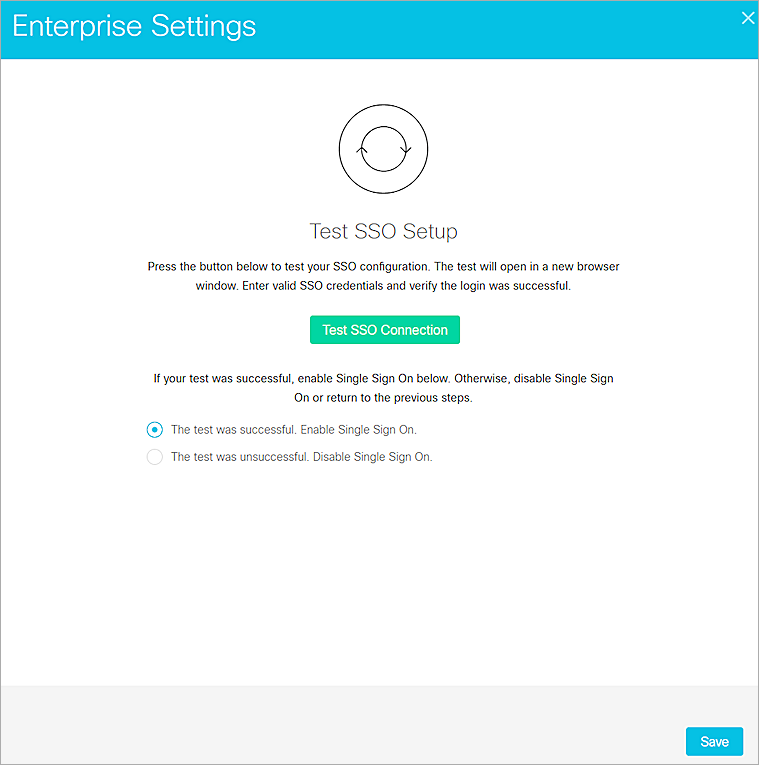 Enterprise Settings
Test SSO Setup
Press the button below to test your SSO configuration. The test will open in a new browser
window. Enter valid SSO credentials and verify the login was successful.
Test SSO Connection
If your test was successful, enable Single Sign On below. Otherwise, disable Single Sign
On or return to the previous steps.
The test was successful. Enable Single Sign On.
The test was unsuccessful. Disable Single Sign On.
Save